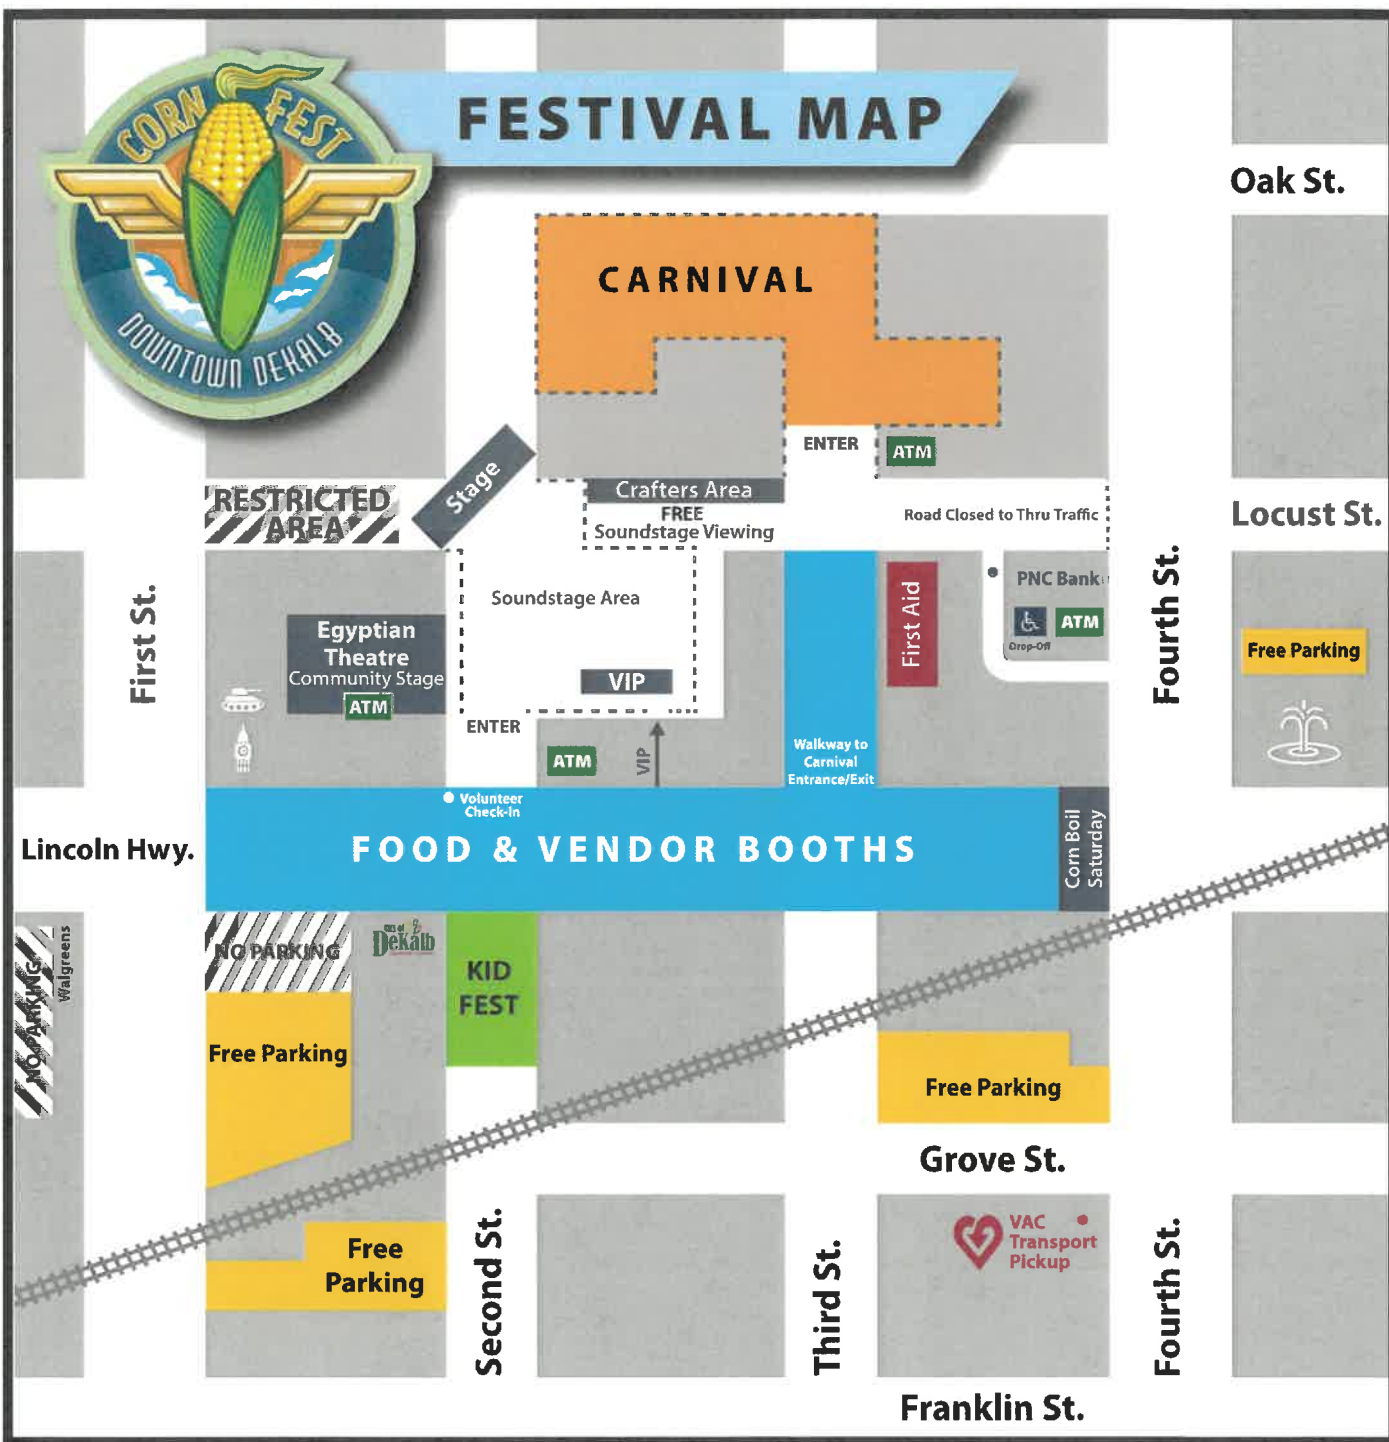 CORN FEST
DOWNTOWN DEKALB
FESTIVAL MAP
Oak St.
CARNIVAL
ENTER
ATM
Stage
RESTRICTED
AREA
Crafters Area
FREE
Soundstage Viewing
Road Closed to Thru Traffic
Locust St.
First St.
Fourth St.
Soundstage Area
Egyptian
Theatre
Community Stage
ATM
VIP
ENTER
ATM
VIP
First Aid
PNC Bank
Drop-Off
ATM
Free Parking
Walkway to
Carnival
Entrance/Exit
Volunteer
Check-In
Lincoln Hwy.
FOOD & VENDOR BOOTHS
Corn Boil
Saturday
NO PARKING
Walgreens
NO PARKING
DeKalb
KID
FEST
Free Parking
Free Parking
Grove St.
Free
Parking
Second St.
Third St.
VAC
Transport
Pickup
Fourth St.
Franklin St.